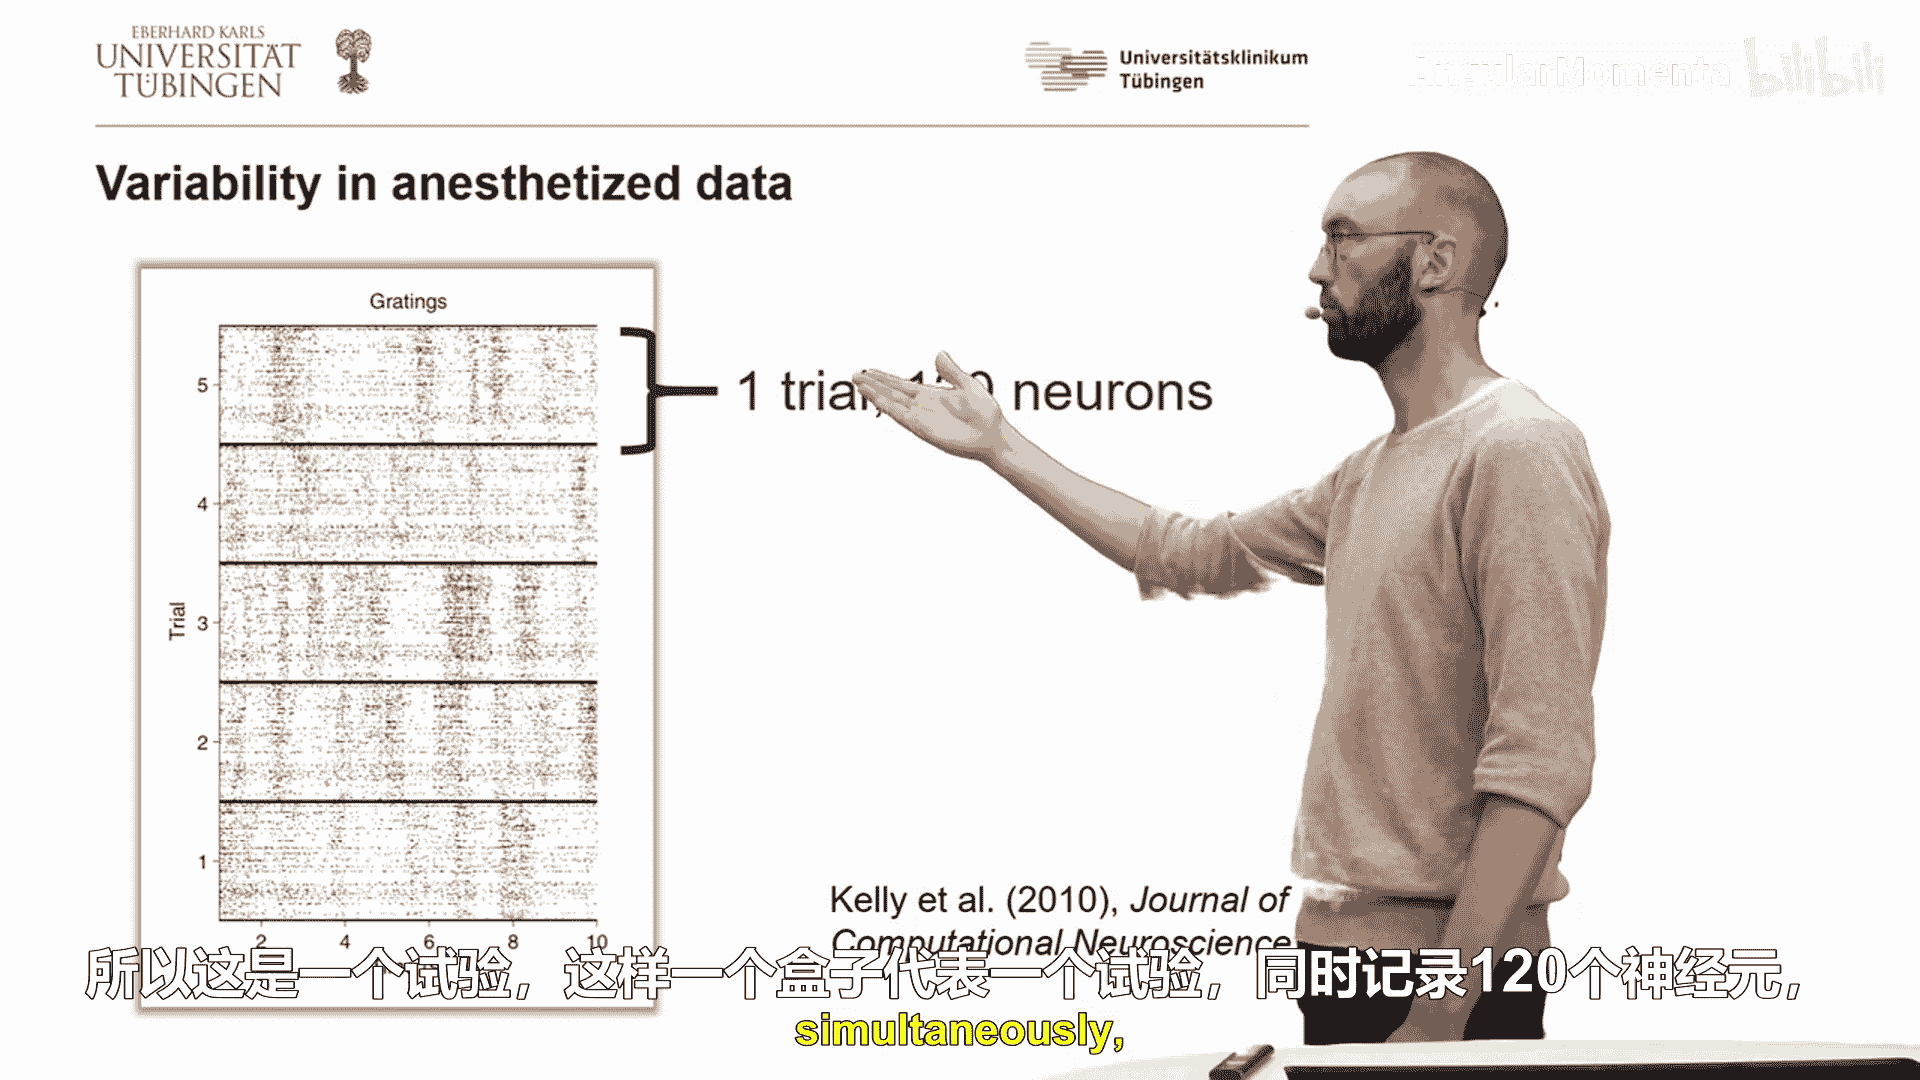 EBERHARD KARLS
UNIVERSITÄT
TÜBINGEN
Universitätsklinikum
Tübingen
AngularMomenta bilibili
Variability in anesthetized data
Gratings
5
4
3
2
1
Trial
2 4 6 8 10
1 trial, neurons
Kelly et al. (2010), Journal of
Computational Neuroscience
所以这是一个试验，这样一个盒子代表一个试验，同时记录120个神经元，
simultaneously,